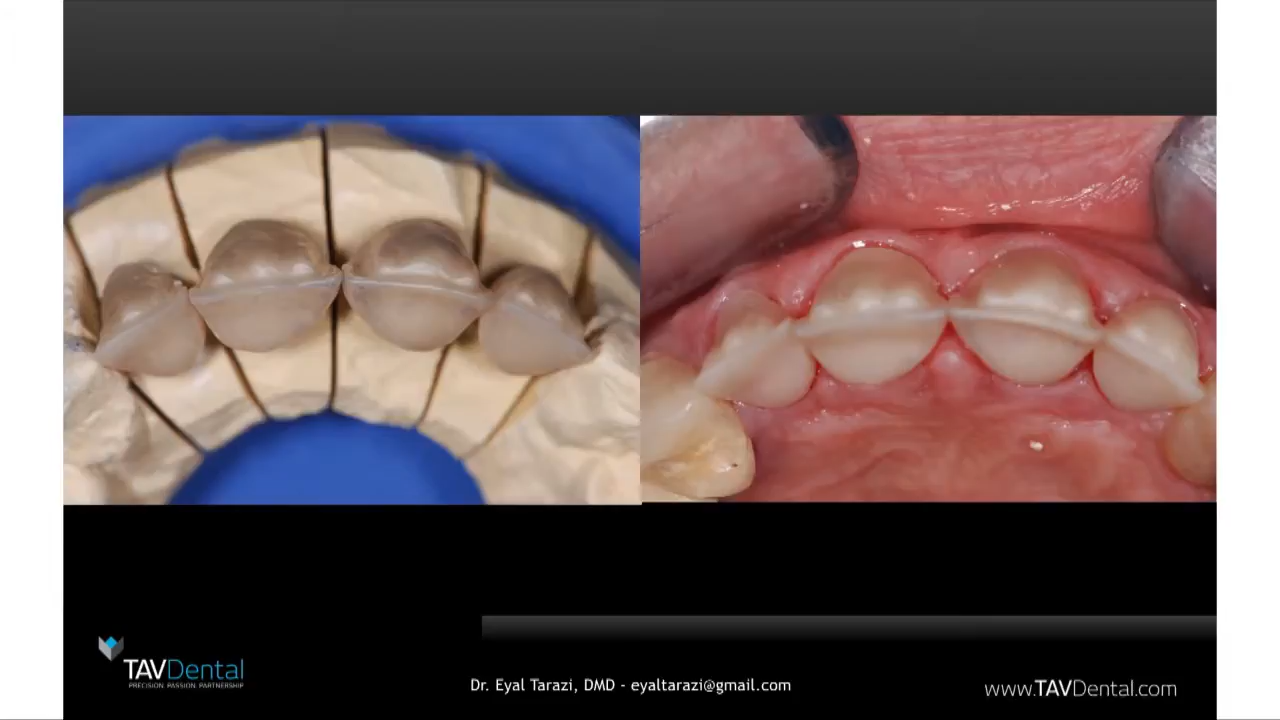 TAVDental
PRECISION. PASSION. PARTNERSHIP
Dr. Eyal Tarazi, DMD - eyaltarazi@gmail.com
www.TAVDental.com